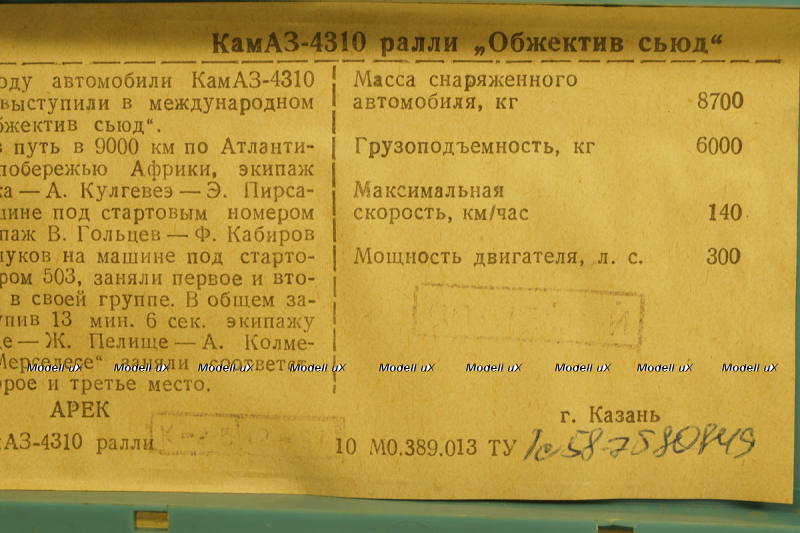 КамАЗ-4310 ралли „Обжектив сьюд“
оду автомобили КамАЗ-4310
выступили в международном
бжектив сьюд“.
в путь в 9000 км по Атланти-
побережью Африки, экипаж
ка — А. Кулгевеэ — Э. Пирса-
шине под стартовым номером
паж В. Гольцев — Ф. Кабиров
луков на машине под старто-
ром 503, заняли первое и вто-
в своей группе. В общем за-
упив 13 мин. 6 сек. экипажу
це — Ж. Пелище — А. Колме-
Мерседесе“ заняли соответст-
орое и третье место.
АРЕК
мАЗ-4310 ралли
Масса снаряженного
автомобиля, кг 8700
Грузоподъемность, кг 6000
Максимальная
скорость, км/час 140
Мощность двигателя, л. с. 300
Modell uX Modell uX Modell uX Modell uX Modell uX Modell uX Modell uX Modell uX Modell uX
г. Казань
10 М0.389.013 ТУ